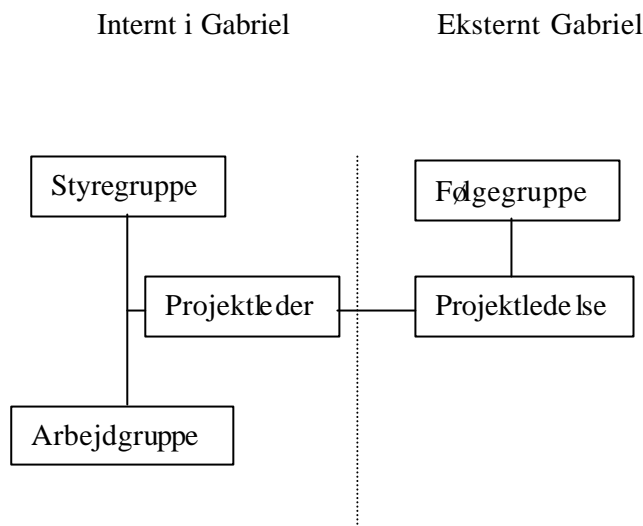 Internt i Gabriel
Eksternt Gabriel
Styregruppe
Følgegruppe
Projektleder
Projektledelse
Arbejdgruppe